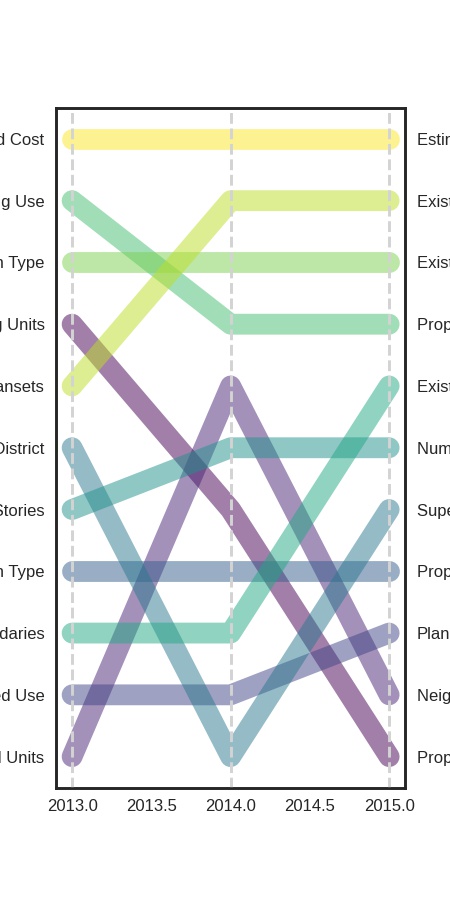 d Cost Estin
g Use Exist
n Type Exist
g Units Prop
ansets Exist
District Num
Stories Supe
n Type Prop
daries Plan
ed Use Neig
l Units Prop
2013.0 2013.5 2014.0 2014.5 2015.0